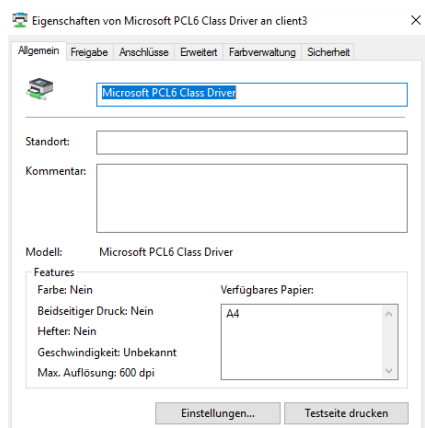 Eigenschaften von Microsoft PCL6 Class Driver an client3
Allgemein Freigabe Anschlüsse Erweitert Farbverwaltung Sicherheit
Microsoft PCL6 Class Driver
Standort:
Kommentar:
Modell: Microsoft PCL6 Class Driver
Features
Farbe: Nein Verfügbares Papier:
Beidseitiger Druck: Nein A4
Hefter: Nein
Geschwindigkeit: Unbekannt
Max. Auflösung: 600 dpi
Einstellungen... Testseite drucken